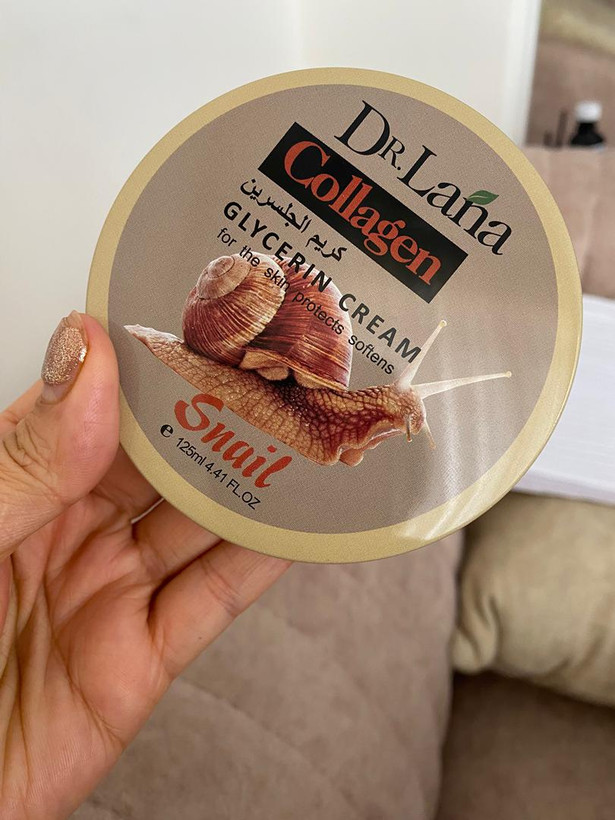 DR. Lana
Collagen
كريم الجلسرين
GLYCERIN CREAM
for the skin protects softens
Snail
e 125ml 4.41 FL.OZ